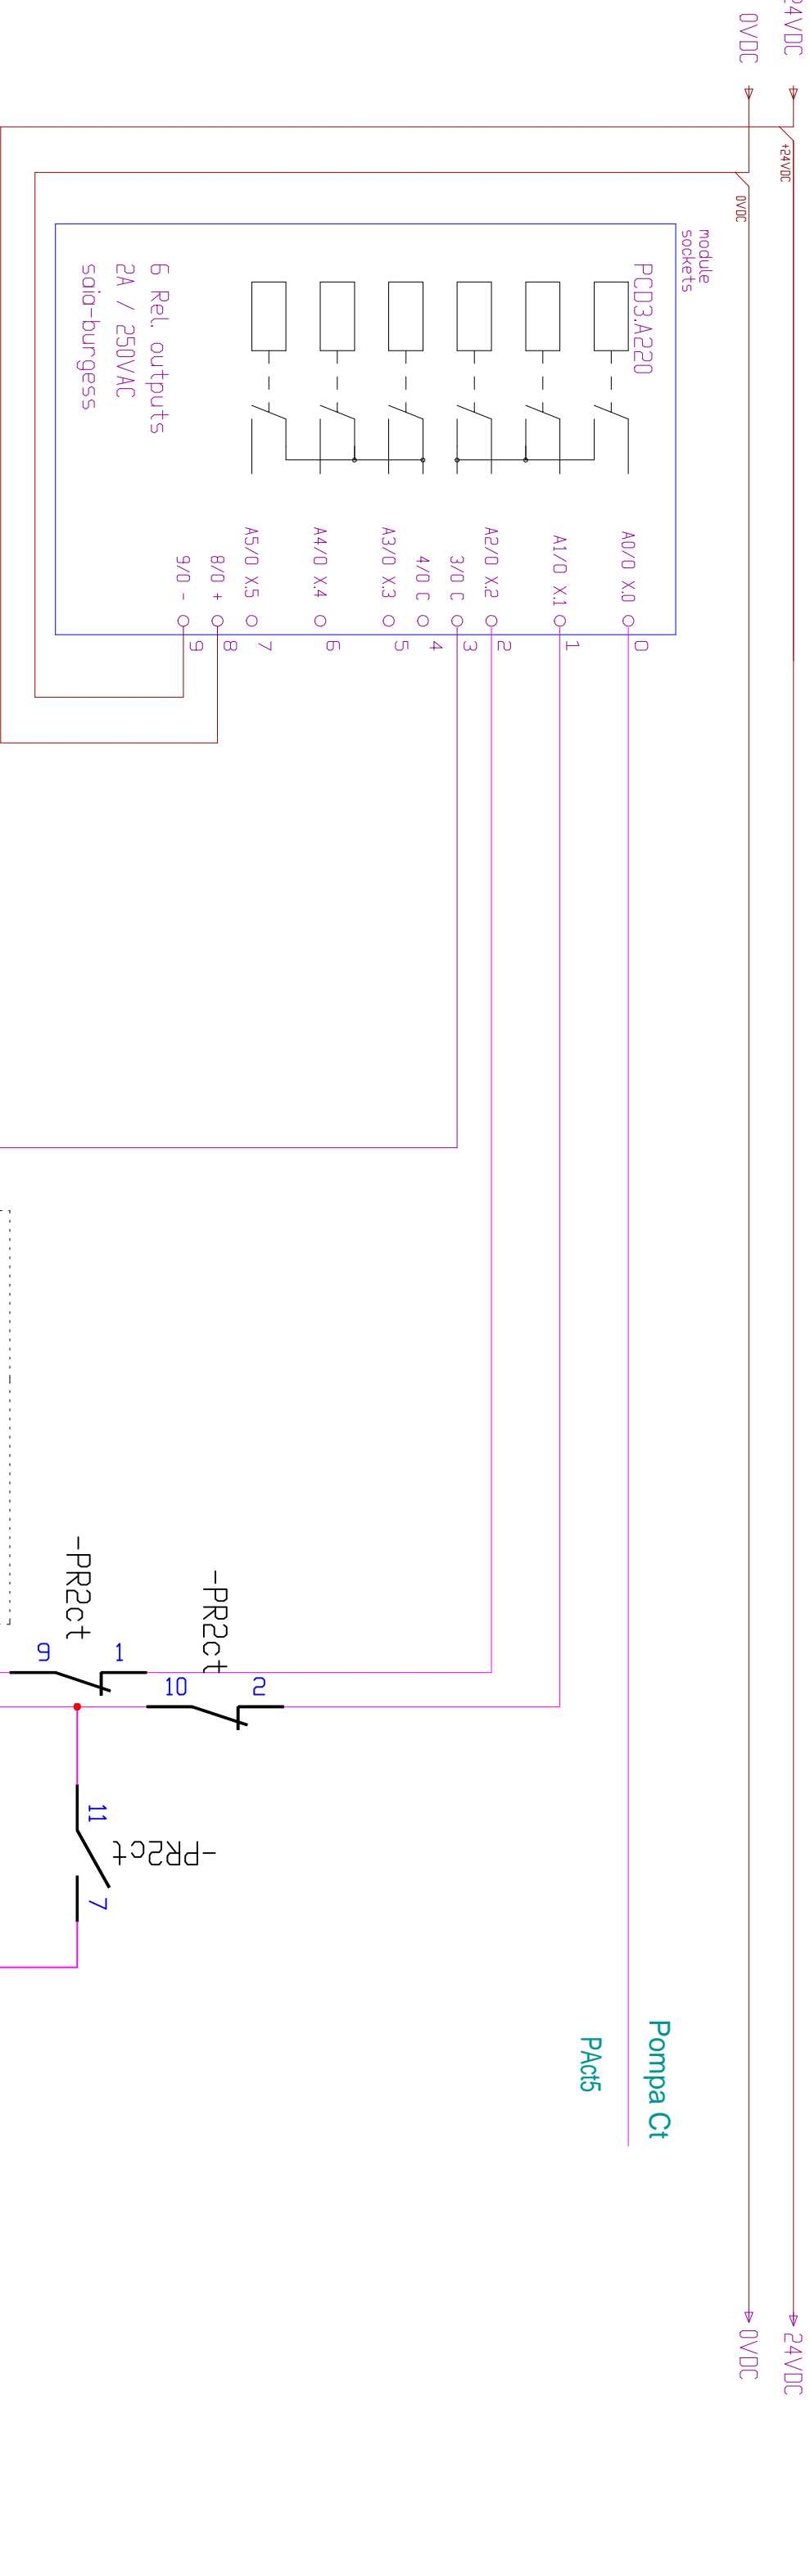 24VDC
0VDC
+24VDC
0VDC
module
sockets
PCD3.A220
6 Rel. outputs
2A / 250VAC
saia-burgess
A0/O X.0
A1/O X.1
A2/O X.2
3/O C
4/O C
A3/O X.3
A4/O X.4
A5/O X.5
8/O +
9/O -
0
1
2
3
4
5
6
7
8
9
-PR2ct
1
9
-PR2ct
2
10
-PR2ct
11
7
Pompa Ct
PAct5
24VDC
0VDC